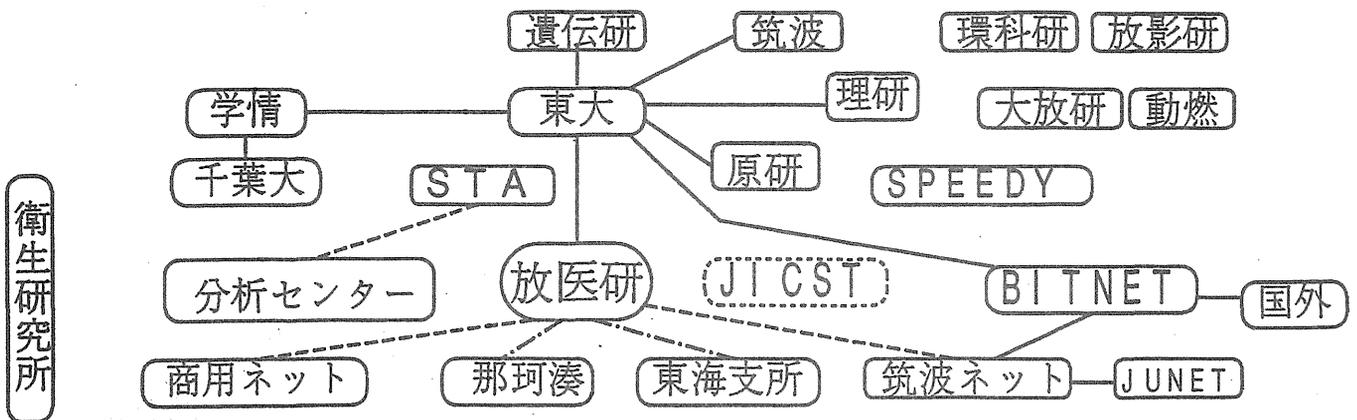 遺伝研
筑波
環科研
放影研
学情
東大
理研
大放研
動燃
千葉大
STA
原研
SPEEDY
衛生研究所
分析センター
放医研
JICST
BITNET
国外
商用ネット
那珂湊
東海支所
筑波ネット
JUNET